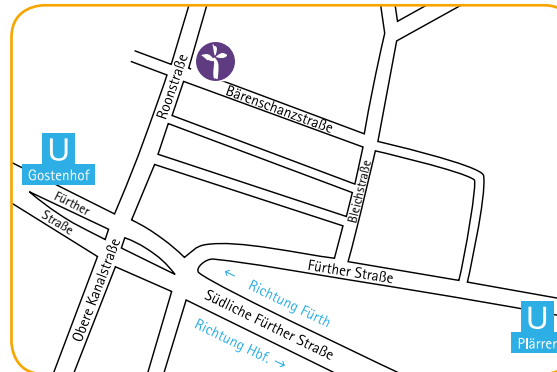 Roonstraße
Bärenschanzstraße
U
Gostenhof
Fürther
Straße
Bleichstraße
Obere Kanalstraße
Fürther Straße
← Richtung Fürth
Südliche Fürther Straße
Richtung Hbf. →
U
Plärrer